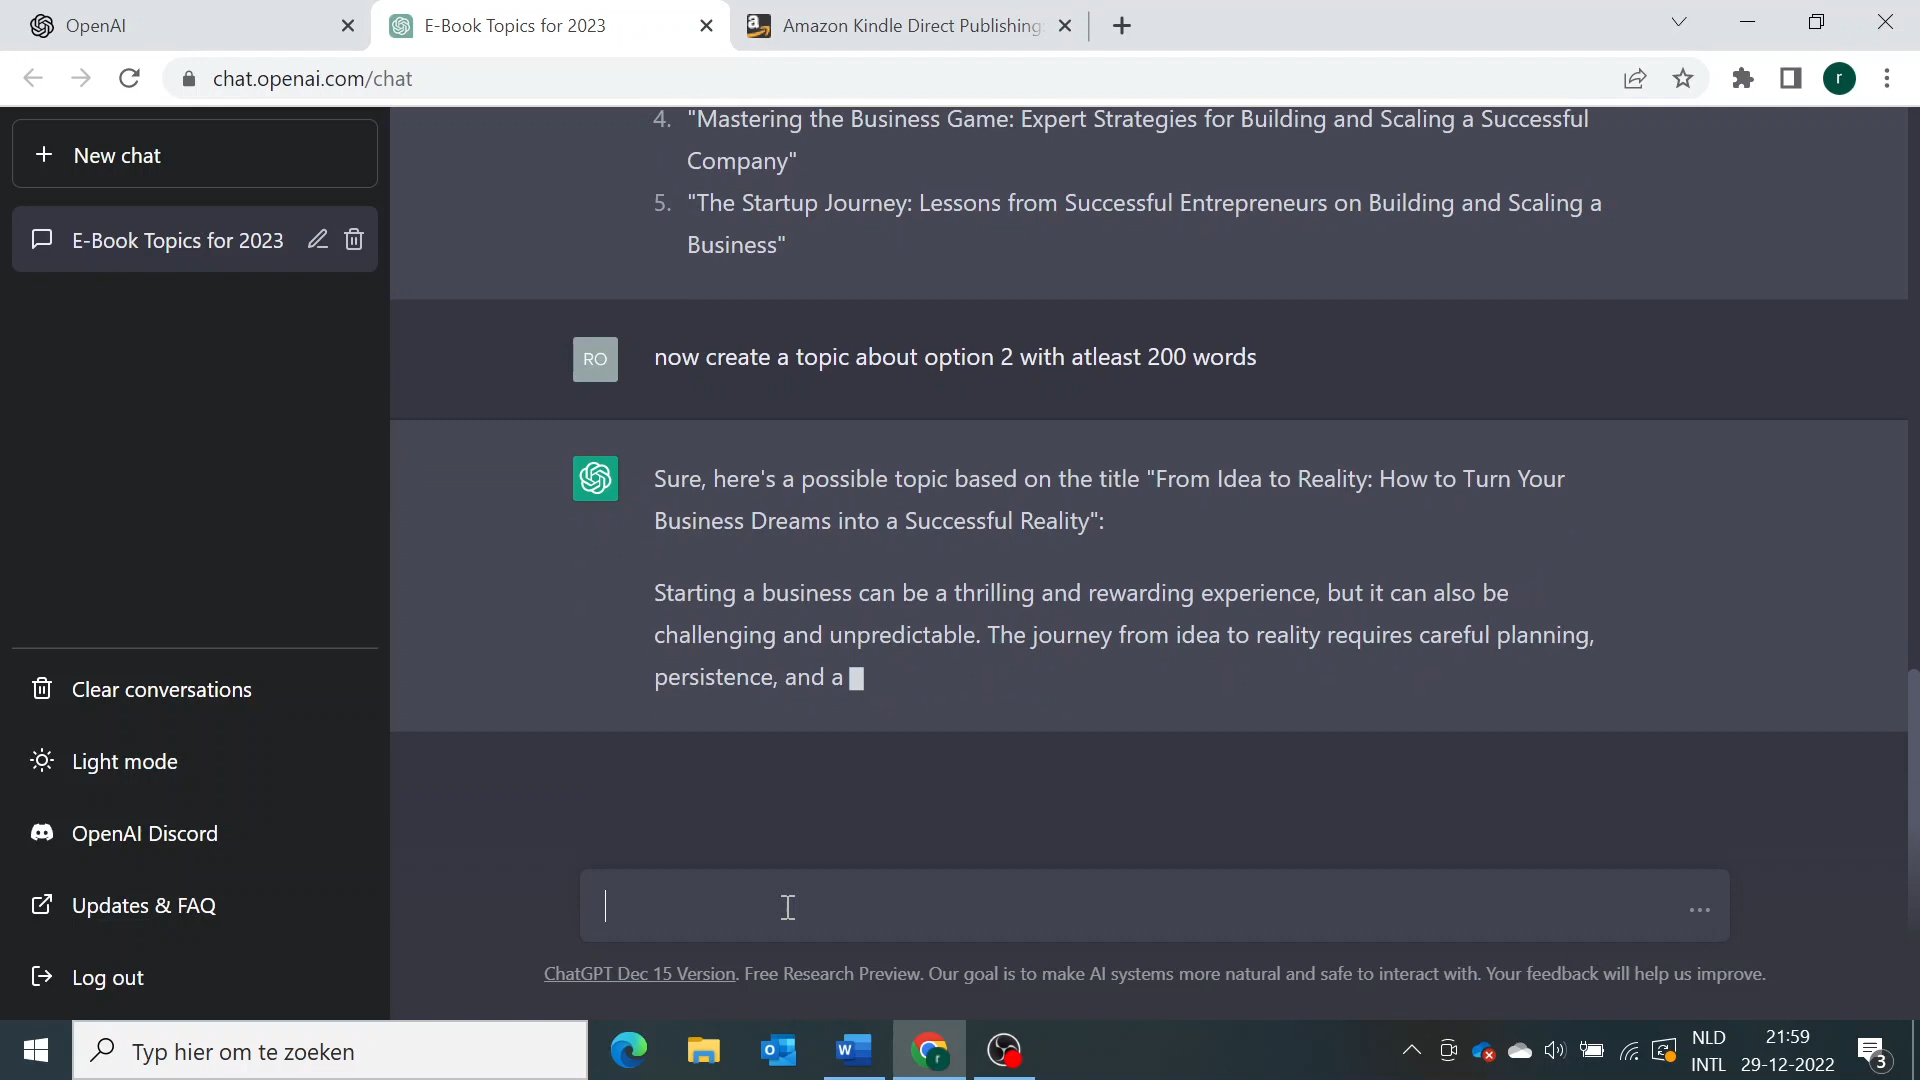 OpenAI
E-Book Topics for 2023
Amazon Kindle Direct Publishing:
chat.openai.com/chat
r
New chat
E-Book Topics for 2023
4. "Mastering the Business Game: Expert Strategies for Building and Scaling a Successful
Company"
5. "The Startup Journey: Lessons from Successful Entrepreneurs on Building and Scaling a
Business"
RO
now create a topic about option 2 with atleast 200 words
Sure, here's a possible topic based on the title "From Idea to Reality: How to Turn Your
Business Dreams into a Successful Reality":
Starting a business can be a thrilling and rewarding experience, but it can also be
challenging and unpredictable. The journey from idea to reality requires careful planning,
persistence, and a
Clear conversations
Light mode
OpenAI Discord
Updates & FAQ
Log out
ChatGPT Dec 15 Version. Free Research Preview. Our goal is to make AI systems more natural and safe to interact with. Your feedback will help us improve.
Typ hier om te zoeken
NLD
INTL
21:59
29-12-2022
3